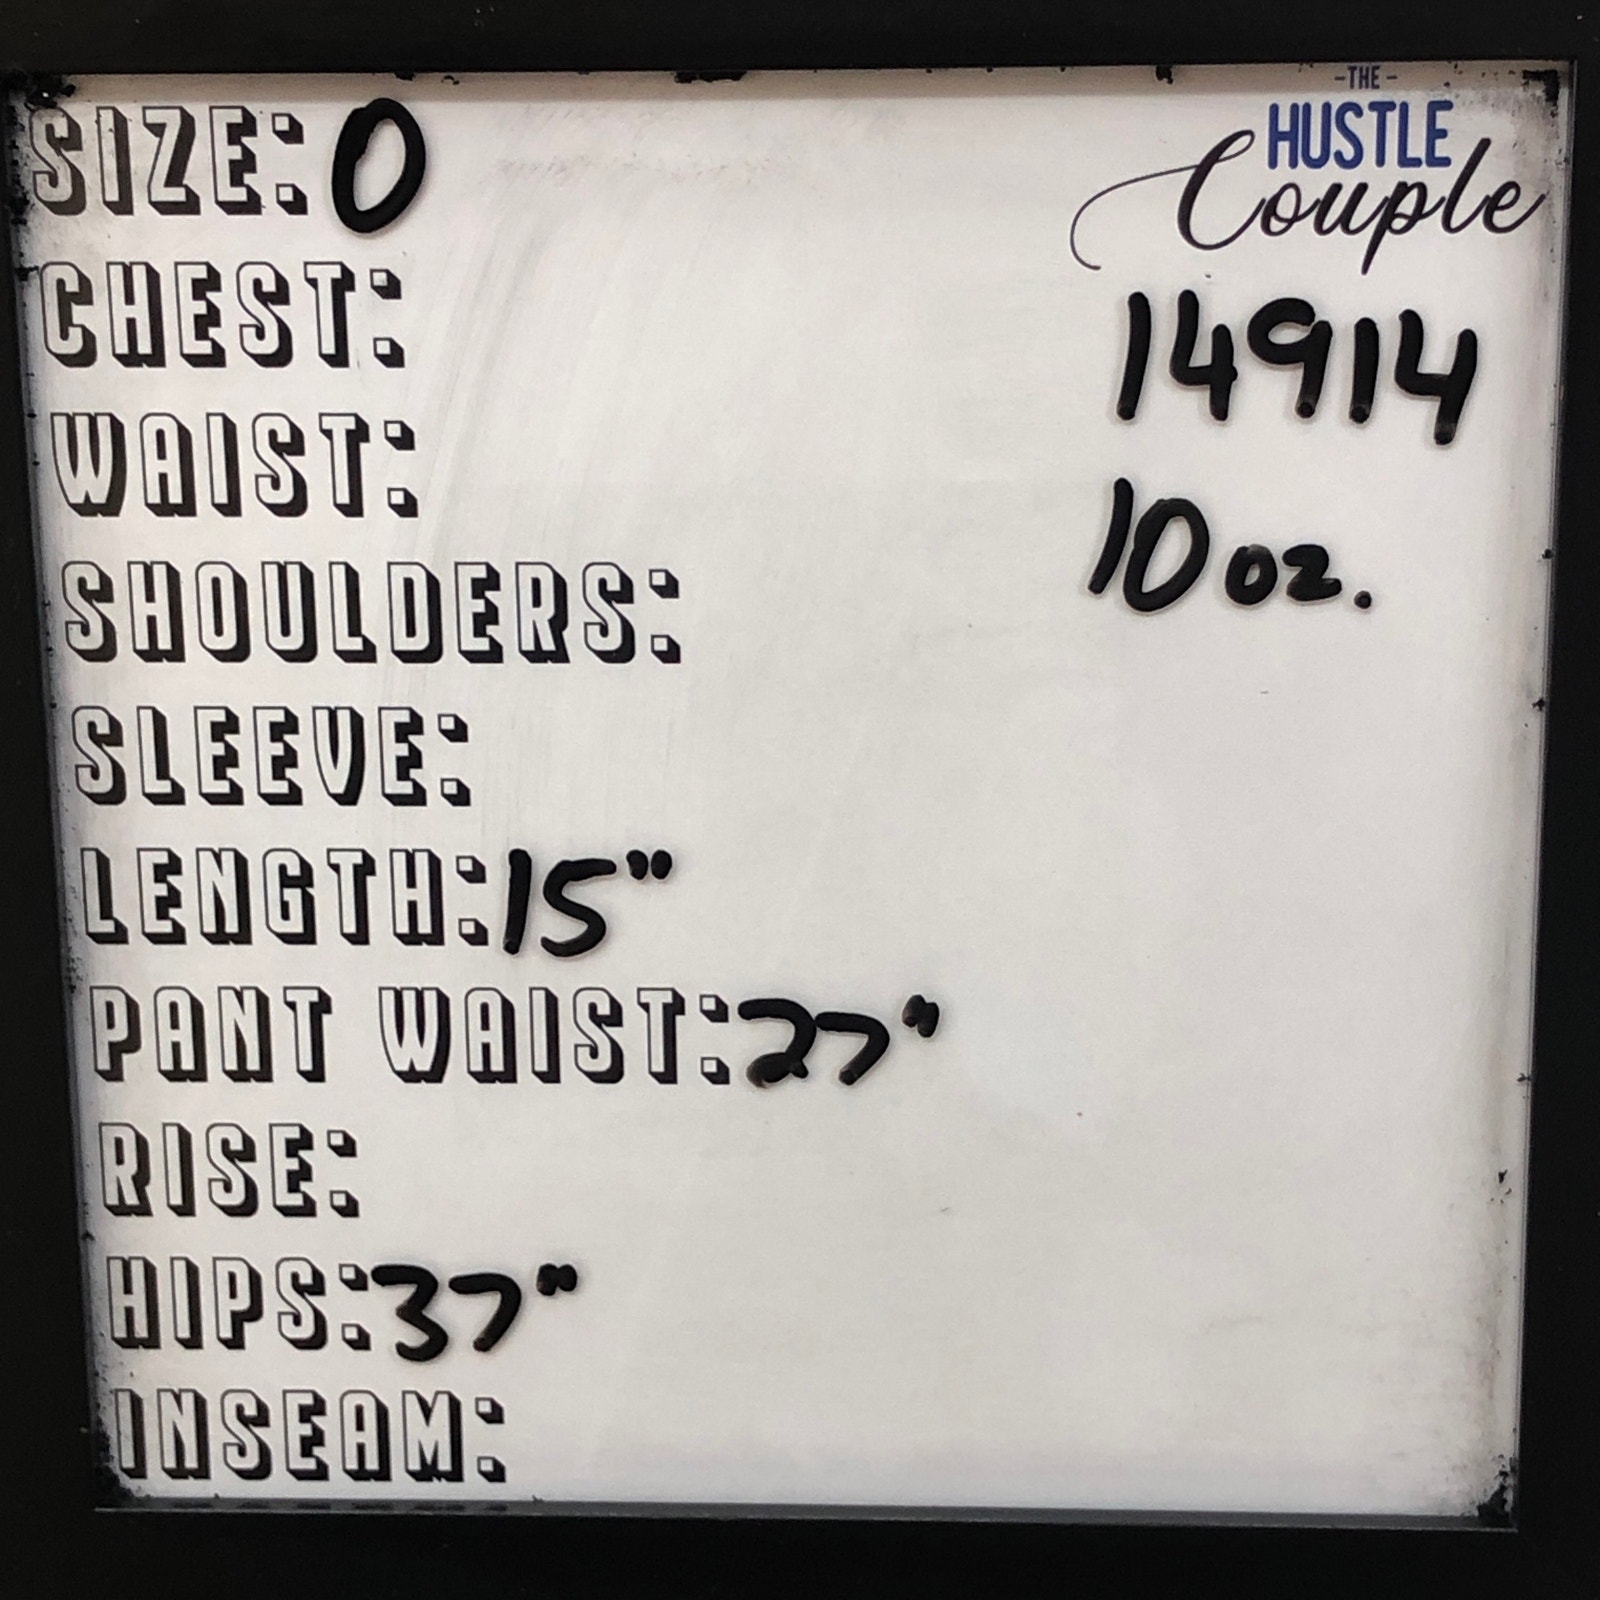 SIZE: 0
-THE-
HUSTLE
Couple
CHEST:
14914
WAIST:
10 oz.
SHOULDERS:
SLEEVE:
LENGTH: 15"
PANT WAIST: 27"
RISE:
HIPS: 37"
INSEAM: